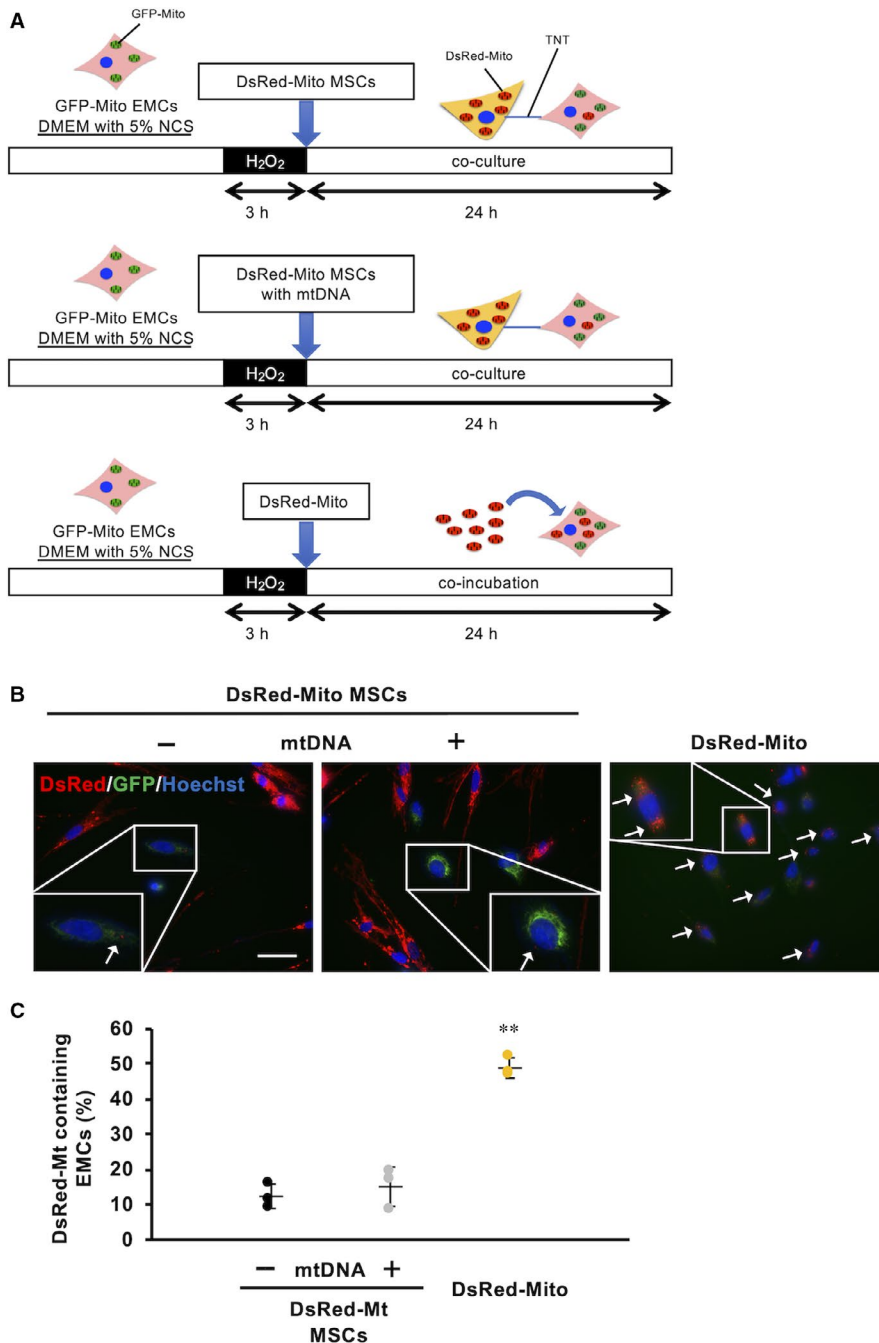 A
GFP-Mito
GFP-Mito EMCs
DMEM with 5% NCS
DsRed-Mito MSCs
DsRed-Mito
TNT
H₂O₂
co-culture
3 h
24 h
GFP-Mito EMCs
DMEM with 5% NCS
DsRed-Mito MSCs
with mtDNA
H₂O₂
co-culture
3 h
24 h
GFP-Mito EMCs
DMEM with 5% NCS
DsRed-Mito
H₂O₂
co-incubation
3 h
24 h
B
DsRed-Mito MSCs
− mtDNA +
DsRed-Mito
DsRed/GFP/Hoechst
C
DsRed-Mt containing
EMCs (%)
60
50
40
30
20
10
0
**
− mtDNA +
DsRed-Mt
MSCs
DsRed-Mito